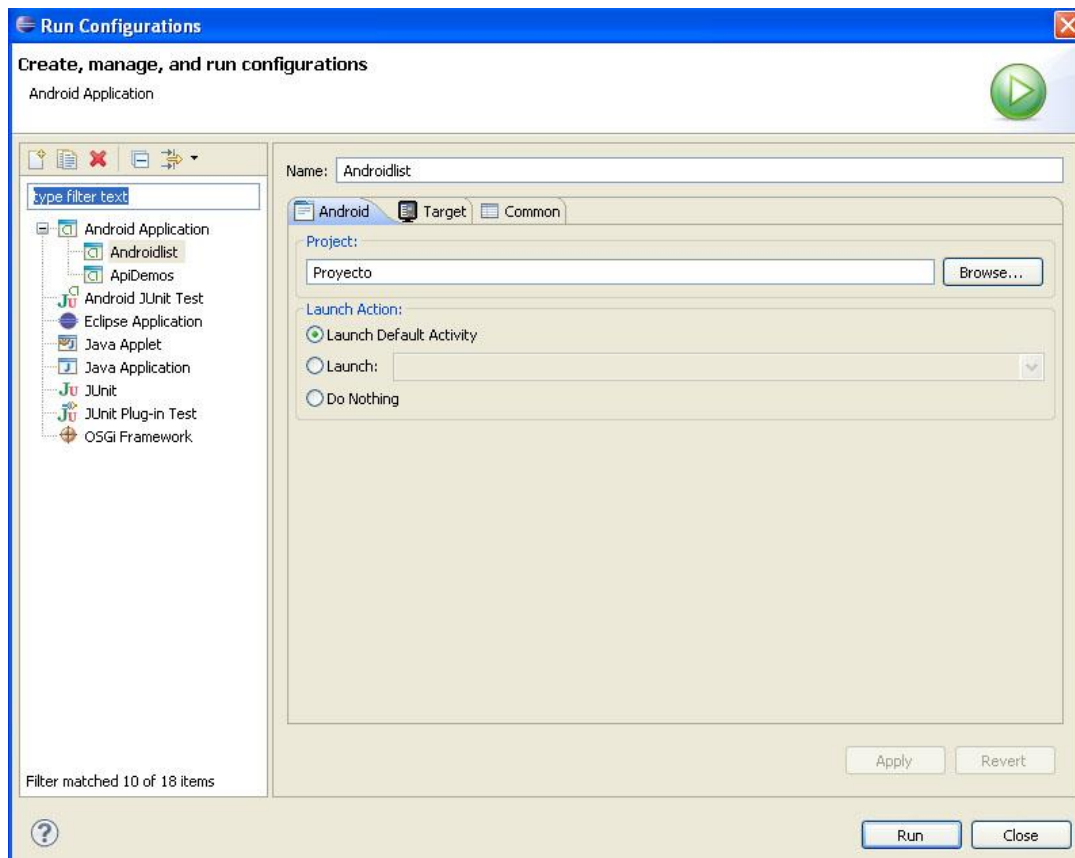 Run Configurations
Create, manage, and run configurations
Android Application
type filter text
Android Application
Androidlist
ApiDemos
Android JUnit Test
Eclipse Application
Java Applet
Java Application
JUnit
JUnit Plug-in Test
OSGi Framework
Filter matched 10 of 18 items
Name: Androidlist
Android Target Common
Project:
Proyecto Browse...
Launch Action:
Launch Default Activity
Launch:
Do Nothing
Apply Revert
Run Close